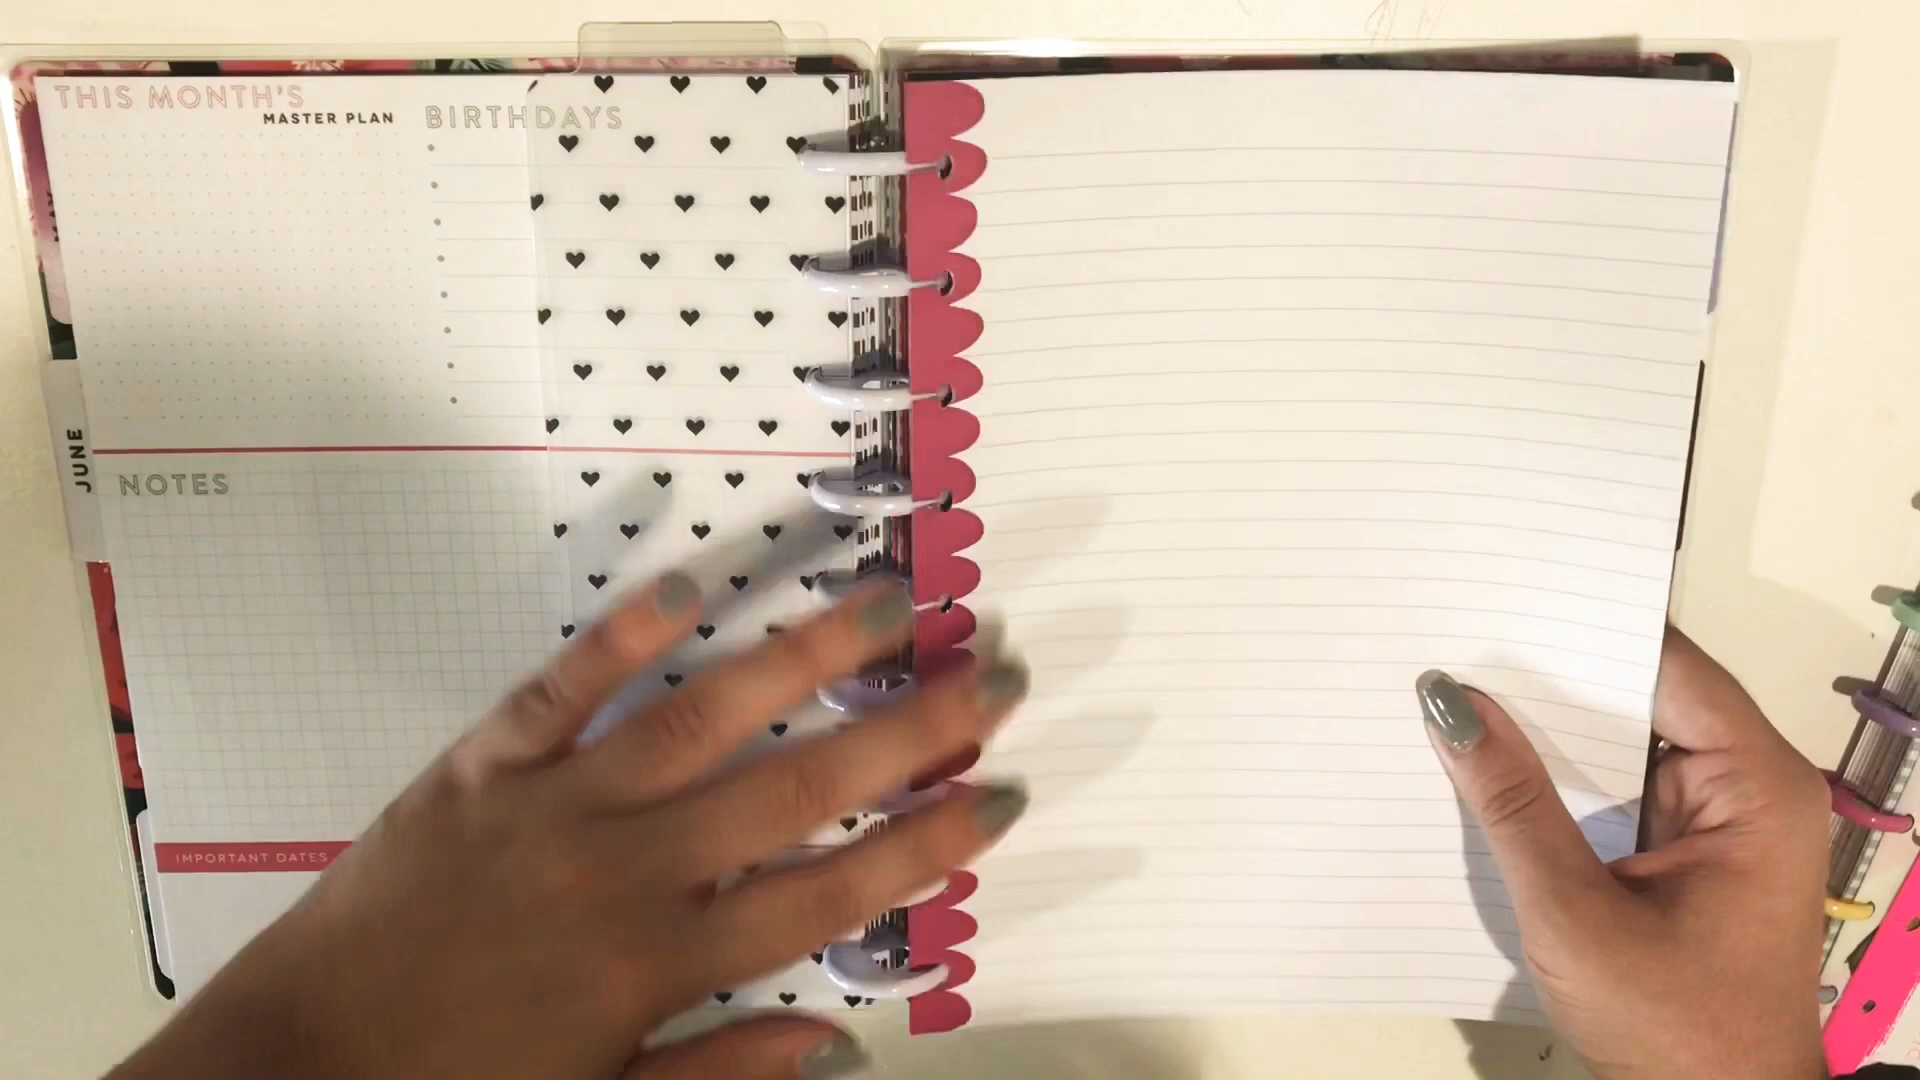 THIS MONTH'S
MASTER PLAN
BIRTHDAYS
JUNE
NOTES
IMPORTANT DATES